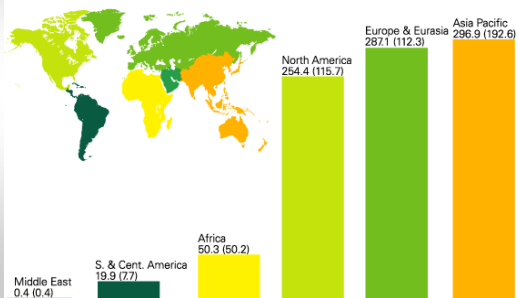 Middle East
0.4 (0.4)
S. & Cent. America
19.9 (7.7)
Africa
50.3 (50.2)
North America
254.4 (115.7)
Europe & Eurasia
287.1 (112.3)
Asia Pacific
296.9 (192.6)